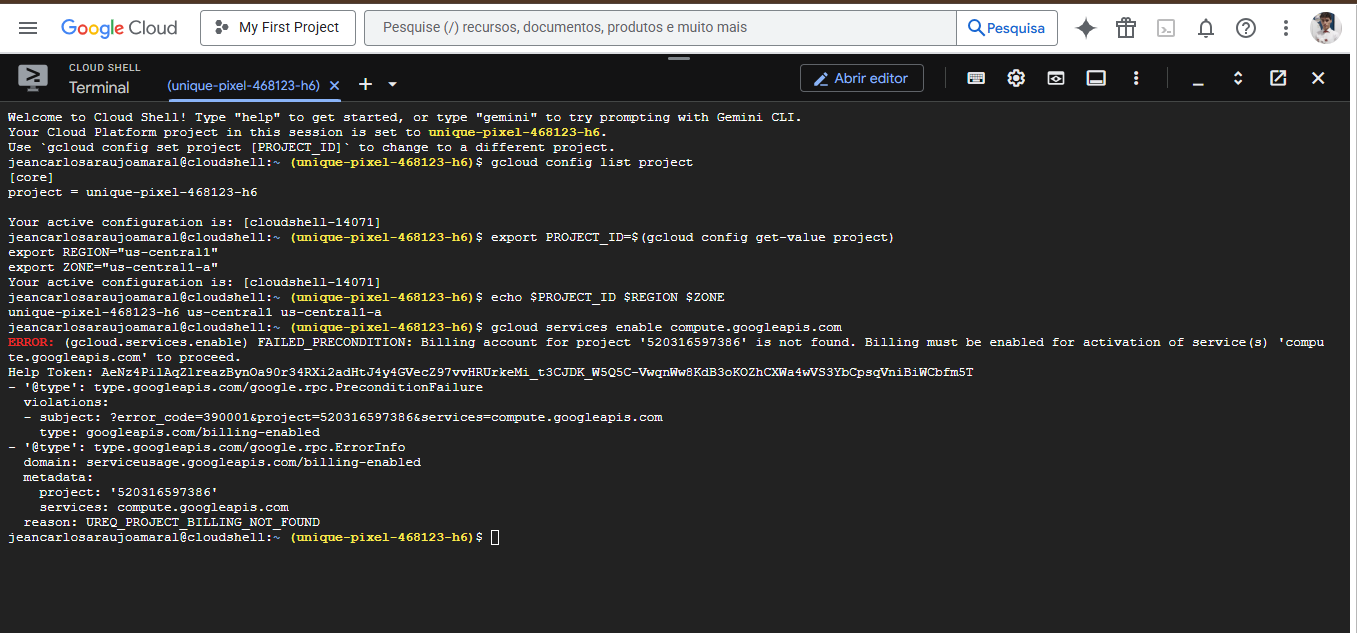 Google Cloud
My First Project
Pesquise (/) recursos, documentos, produtos e muito mais
Pesquisa
CLOUD SHELL
Terminal
(unique-pixel-468123-h6)
Abrir editor
Welcome to Cloud Shell! Type "help" to get started, or type "gemini" to try prompting with Gemini CLI.
Your Cloud Platform project in this session is set to unique-pixel-468123-h6.
Use `gcloud config set project [PROJECT_ID]` to change to a different project.
jeancarlosaraujoamaral@cloudshell:~ (unique-pixel-468123-h6)$ gcloud config list project
[core]
project = unique-pixel-468123-h6
Your active configuration is: [cloudshell-14071]
jeancarlosaraujoamaral@cloudshell:~ (unique-pixel-468123-h6)$ export PROJECT_ID=$(gcloud config get-value project)
export REGION="us-central1"
export ZONE="us-central1-a"
Your active configuration is: [cloudshell-14071]
jeancarlosaraujoamaral@cloudshell:~ (unique-pixel-468123-h6)$ echo $PROJECT_ID $REGION $ZONE
unique-pixel-468123-h6 us-central1 us-central1-a
jeancarlosaraujoamaral@cloudshell:~ (unique-pixel-468123-h6)$ gcloud services enable compute.googleapis.com
ERROR: (gcloud.services.enable) FAILED_PRECONDITION: Billing account for project '520316597386' is not found. Billing must be enabled for activation of service(s) 'compu
te.googleapis.com' to proceed.
Help Token: AeNz4PilAqZlreazBynOa90r34RXi2adHtJ4y4GVecZ97vvHRUrkeMi_t3CJDK_W5Q5C-VwqnWw8KdB3oKOZhCXWa4wVS3YbCpsqVniBiWCbfm5T
- '@type': type.googleapis.com/google.rpc.PreconditionFailure
violations:
- subject: ?error_code=390001&project=520316597386&services=compute.googleapis.com
type: googleapis.com/billing-enabled
- '@type': type.googleapis.com/google.rpc.ErrorInfo
domain: serviceusage.googleapis.com/billing-enabled
metadata:
project: '520316597386'
services: compute.googleapis.com
reason: UREQ_PROJECT_BILLING_NOT_FOUND
jeancarlosaraujoamaral@cloudshell:~ (unique-pixel-468123-h6)$